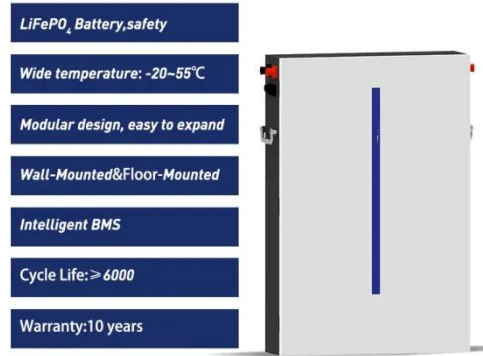 LiFePO₄ Battery,safety
Wide temperature: -20~55℃
Modular design, easy to expand
Wall-Mounted&Floor-Mounted
Intelligent BMS
Cycle Life:≥6000
Warranty:10 years